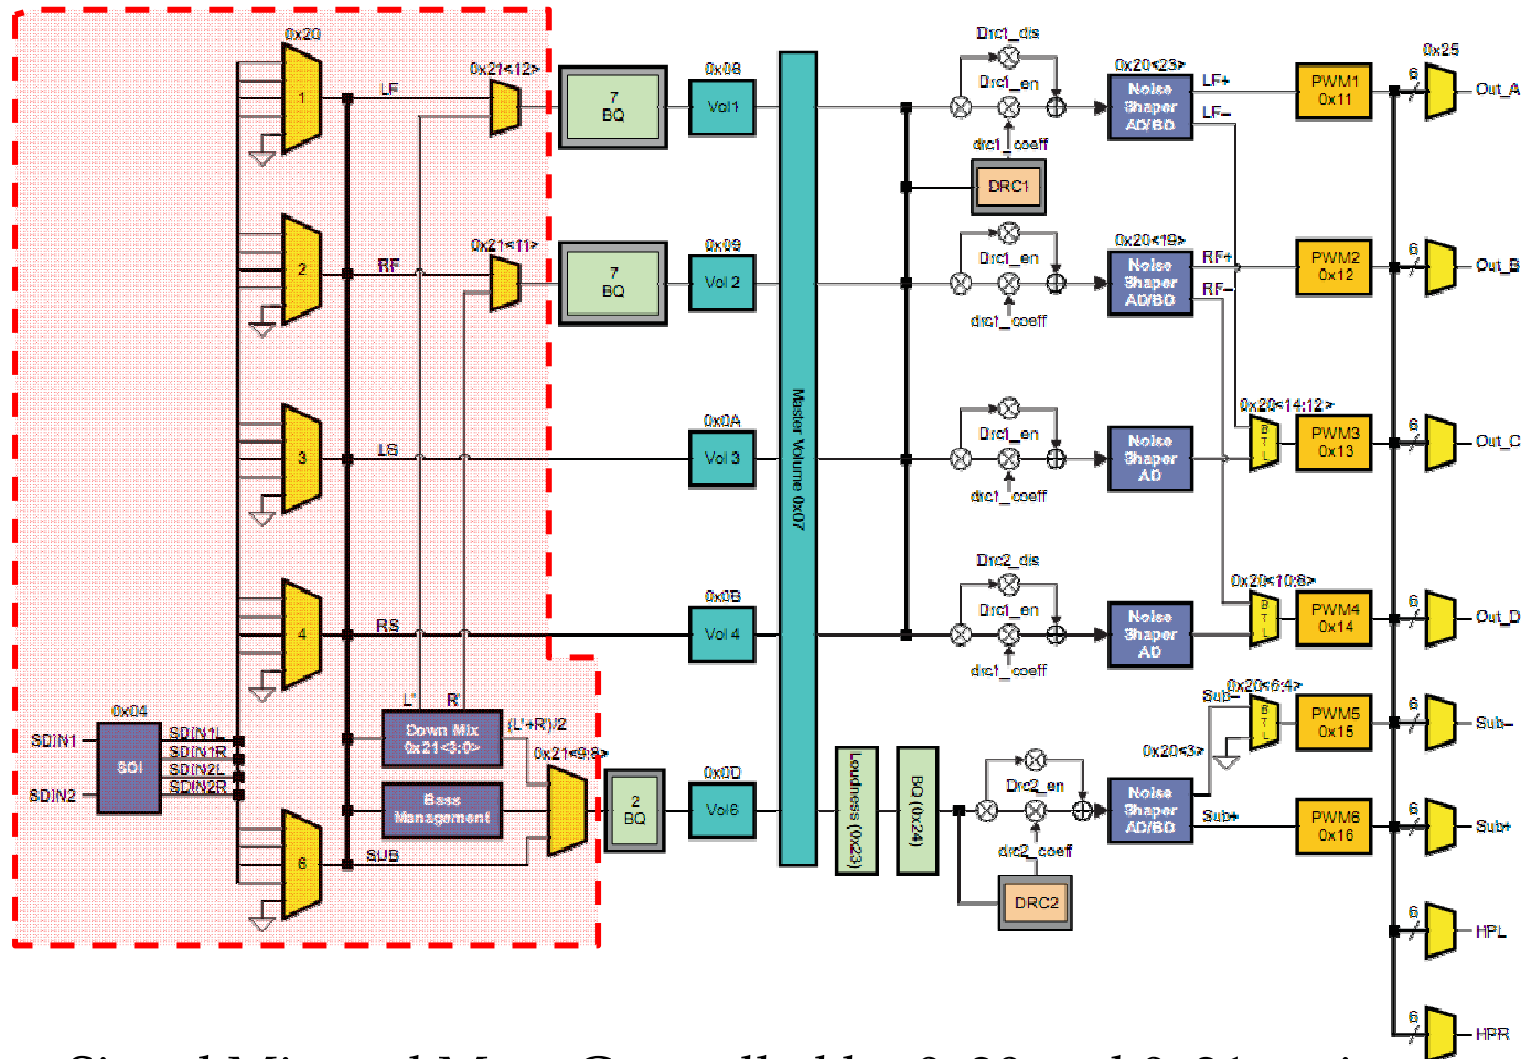 0x20
1
LF
0x21<12>
7
BQ
0x08
Vol1
Drc1_dis
Drc1_en
drc1_coeff
DRC1
0x20<23>
Noise
Shaper
AD/BD
LF+
LF-
PWM1
0x11
0x25
6
Out_A
2
RF
0x21<11>
7
BQ
0x09
Vol 2
Drc1_en
drc1_coeff
0x20<19>
Noise
Shaper
AD/BD
RF+
RF-
PWM2
0x12
6
Out_B
3
LS
0x0A
Vol 3
Master Volume 0x07
Drc1_en
drc1_coeff
Noise
Shaper
AD
0x20<14:12>
BTL
PWM3
0x13
6
Out_C
4
RS
0x0B
Vol 4
Drc2_dis
Drc1_en
drc1_coeff
Noise
Shaper
AD
0x20<10:8>
BTL
PWM4
0x14
6
Out_D
L'
R'
(L'+R')/2
Down Mix
0x21<3:0>
0x21<9:8>
Bass
Management
0x04
SDIN1
SDIN2
SDI
SDIN1L
SDIN1R
SDIN2L
SDIN2R
6
SUB
2
BQ
0x0D
Vol6
Loudness (0x23)
BQ (0x24)
Drc2_en
drc2_coeff
DRC2
Noise
Shaper
AD/BD
Sub-
0x20<3>
Sub+
0x20<6:4>
BTL
PWM5
0x15
6
Sub-
PWM6
0x16
6
Sub+
6
HPL
6
HPR